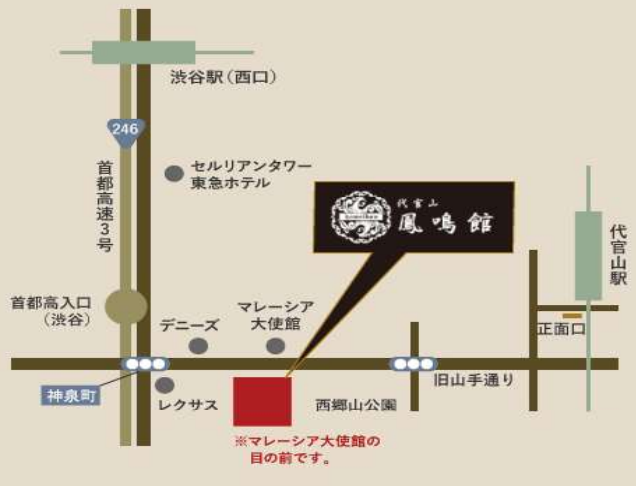 渋谷駅（西口）
246
首都高速3号
セルリアンタワー
東急ホテル
代官山
鳳鳴館
代官山駅
首都高入口
（渋谷）
デニーズ
マレーシア
大使館
正面口
神泉町
レクサス
西郷山公園
旧山手通り
※マレーシア大使館の
目の前です。